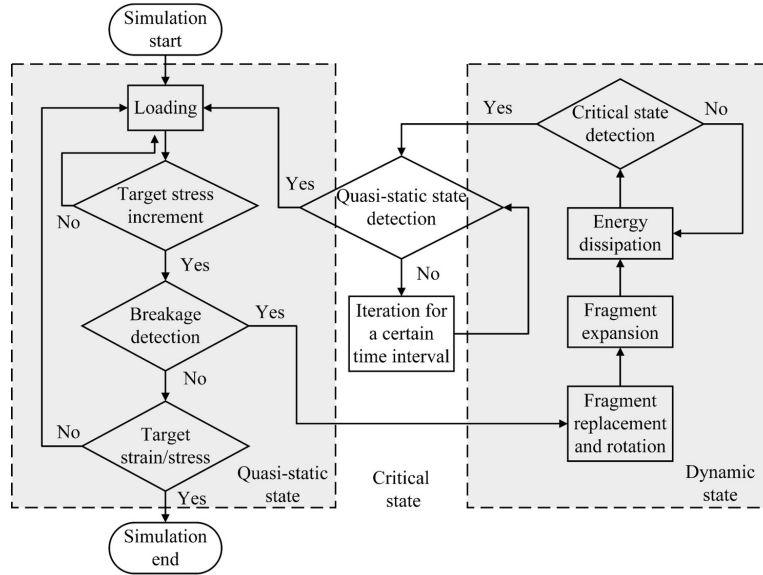 Simulation
start
Loading
Yes
Critical state
detection
No
Target stress
increment
No
Yes
Quasi-static state
detection
Energy
dissipation
Yes
No
Breakage
detection
Yes
Iteration for
a certain
time interval
Fragment
expansion
No
Fragment
replacement
and rotation
No
Target
strain/stress
Quasi-static
state
Critical
state
Dynamic
state
Yes
Simulation
end